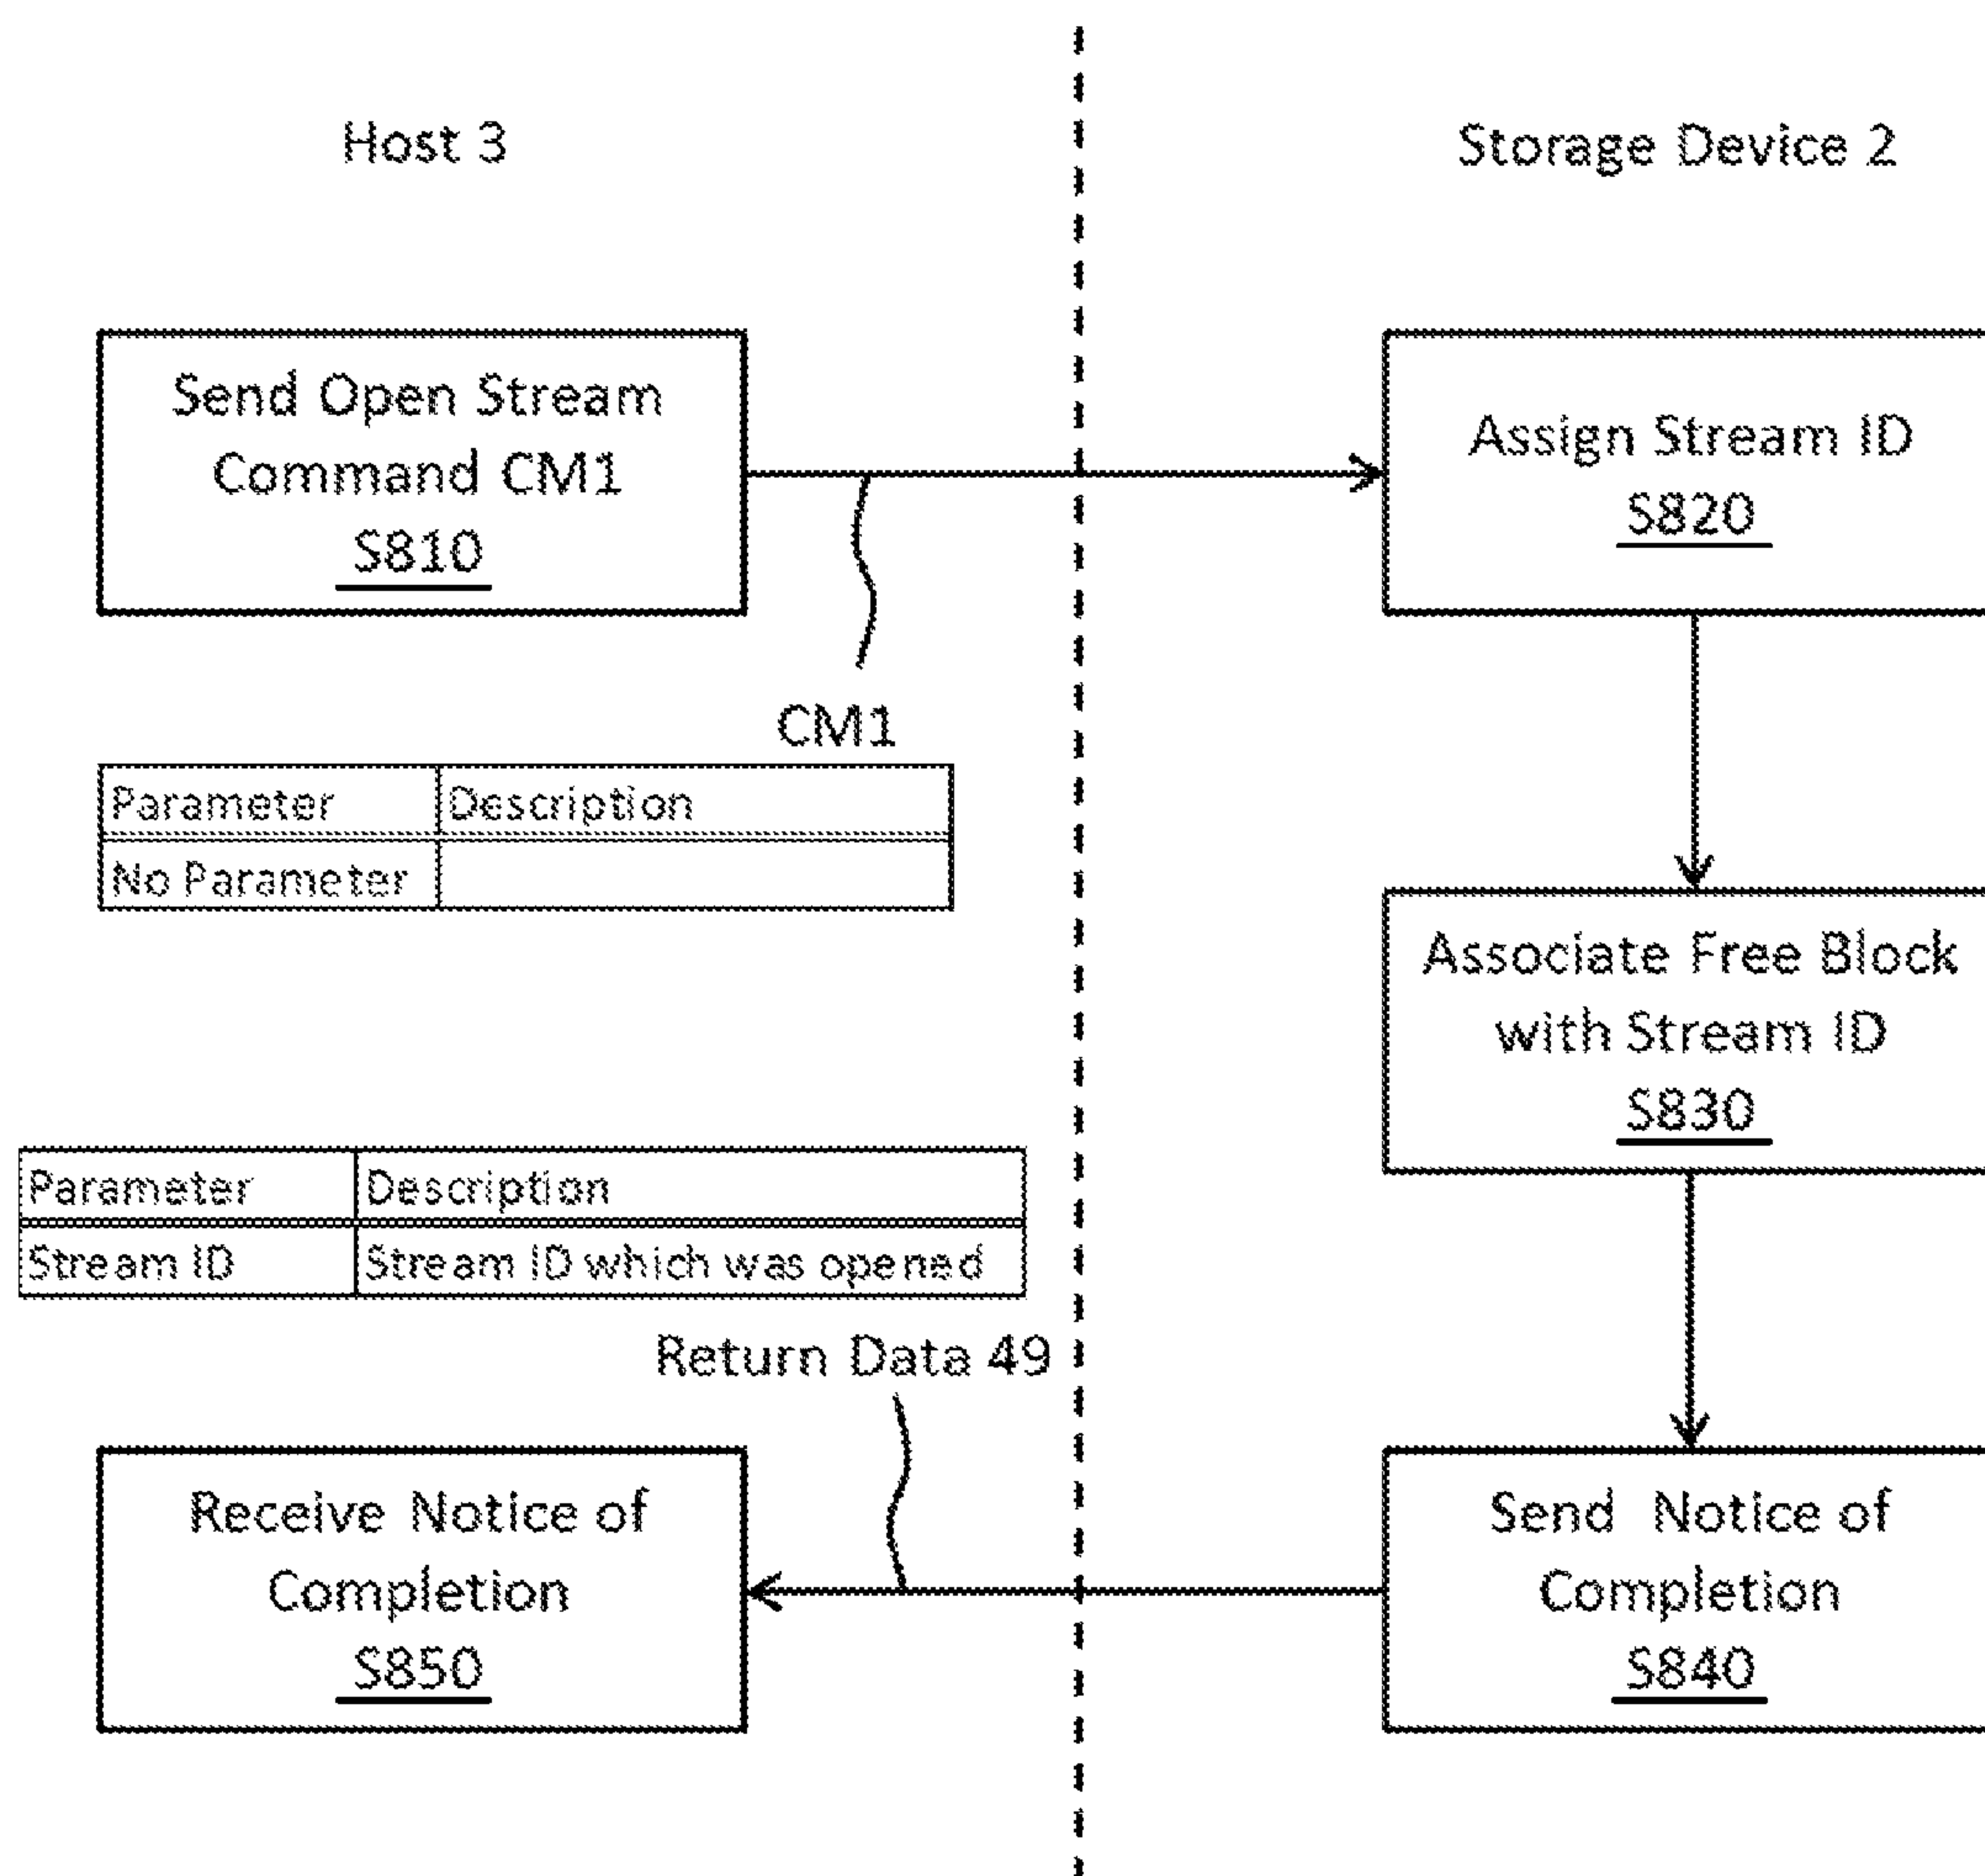 Host 3
Storage Device 2
Send Open Stream
Command CM1
S810
Assign Stream ID
S820
CM1
Parameter Description
No Parameter
Associate Free Block
with Stream ID
S830
Parameter Description
Stream ID Stream ID which was opened
Return Data 49
Receive Notice of
Completion
S850
Send Notice of
Completion
S840